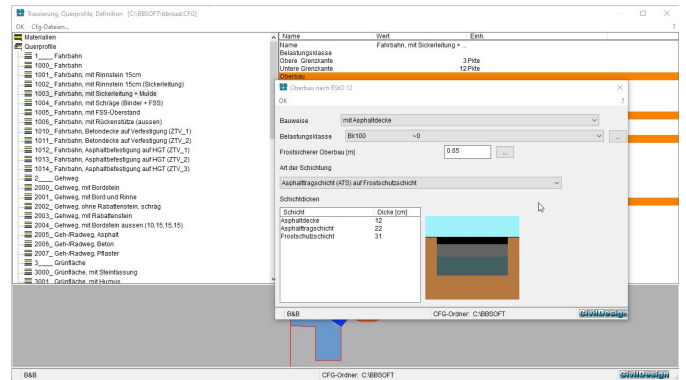 Trassierung, Querprofile, Definition [C:\BBSOFT\bbroad.CFG]
OK Cfg-Dateien... ?
Materialien
Querprofile
1____ Fahrbahn
1000_ Fahrbahn
1001_ Fahrbahn, mit Rinnstein 15cm
1002_ Fahrbahn, mit Rinnstein 15cm (Sickerleitung)
1003_ Fahrbahn, mit Sickerleitung + Mulde
1004_ Fahrbahn, mit Schräge (Binder + FSS)
1005_ Fahrbahn, mit FSS-Überstand
1006_ Fahrbahn, mit Rückenstütze (aussen)
1010_ Fahrbahn, Betondecke auf Verfestigung (ZTV_1)
1011_ Fahrbahn, Betondecke auf Verfestigung (ZTV_2)
1012_ Fahrbahn, Asphaltbefestigung auf HGT (ZTV_1)
1013_ Fahrbahn, Asphaltbefestigung auf HGT (ZTV_2)
1014_ Fahrbahn, Asphaltbefestigung auf HGT (ZTV_3)
2____ Gehweg
2000_ Gehweg, mit Bordstein
2001_ Gehweg, mit Bord und Rinne
2002_ Gehweg, ohne Rabattenstein, schräg
2003_ Gehweg, mit Rabattenstein
2004_ Gehweg, mit Bordstein aussen (10,15,15,15)
2005_ Geh-/Radweg, Asphalt
2006_ Geh-/Radweg, Beton
2007_ Geh-/Radweg, Pflaster
3____ Grünfläche
3000_ Grünfläche, mit Steinfassung
3001_ Grünfläche, mit Humus
Name Wert Einh.
Name Fahrbahn, mit Sickerleitung + ..
Belastungsklasse
Obere Grenzkante 3 Pkte
Untere Grenzkante 12 Pkte
Oberbau
Oberbau nach RStO 12
OK ?
Bauweise mit Asphaltdecke
Belastungsklasse Bk100 ~0 ...
Frostsicherer Oberbau [m] 0.65 ...
Art der Schichtung
Asphalttragschicht (ATS) auf Frostschutzschicht
Schichtdicken
Schicht Dicke [cm]
Asphaltdecke 12
Asphalttragschicht 22
Frostschutzschicht 31
B&B CFG-Ordner: C:\BBSOFT CivilDesign
B&B CFG-Ordner: C:\BBSOFT CivilDesign